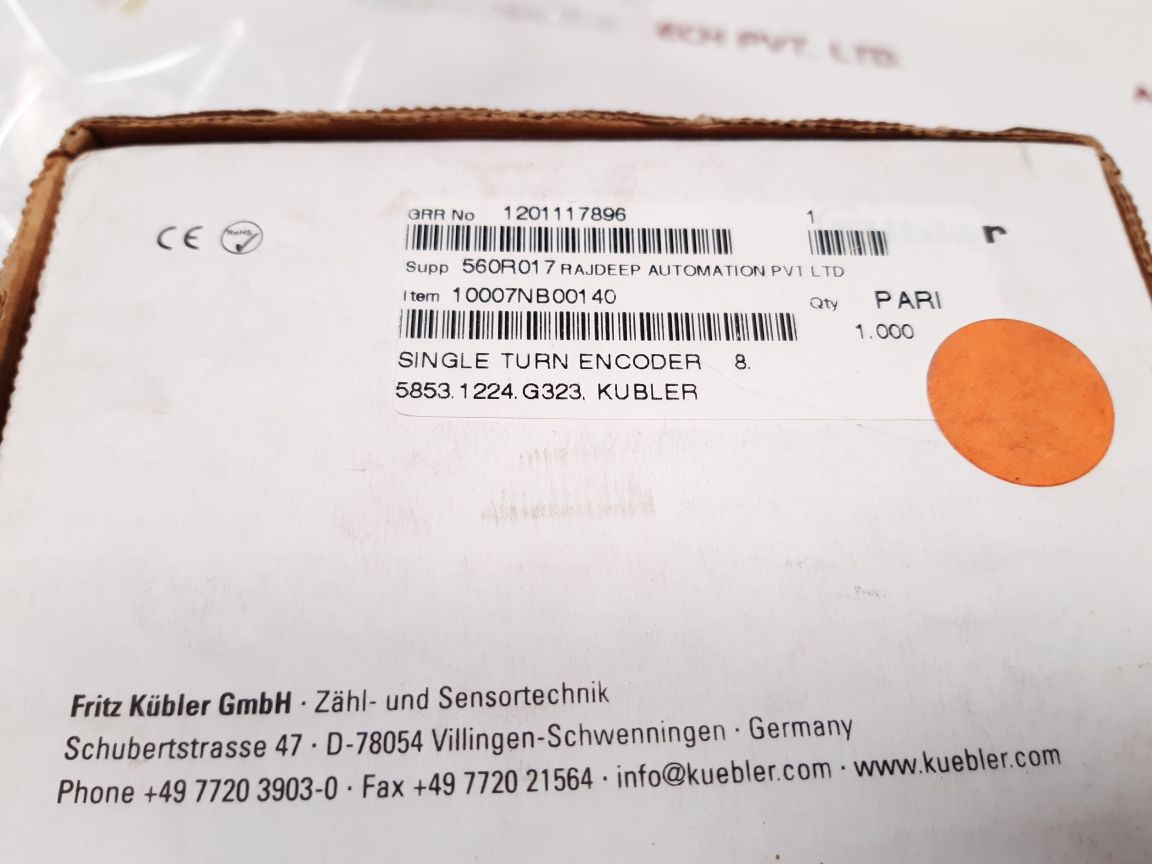 ECH PVT. LTD.
CE RoHS
GRR No 1201117896 1
r
Supp 560R017 RAJDEEP AUTOMATION PVT LTD
Item 10007NB00140 Qty PARI
1.000
SINGLE TURN ENCODER 8.
5853.1224.G323, KUBLER
Fritz Kübler GmbH · Zähl- und Sensortechnik
Schubertstrasse 47 · D-78054 Villingen-Schwenningen · Germany
Phone +49 7720 3903-0 · Fax +49 7720 21564 · info@kuebler.com · www.kuebler.com